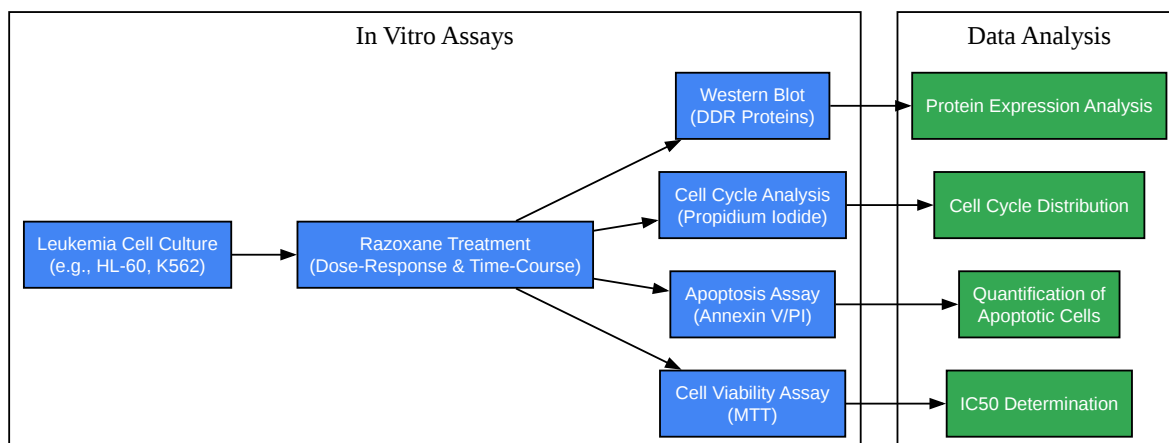 In Vitro Assays
Data Analysis
Western Blot
(DDR Proteins)
Protein Expression Analysis
Cell Cycle Analysis
(Propidium Iodide)
Cell Cycle Distribution
Leukemia Cell Culture
(e.g., HL-60, K562)
Razoxane Treatment
(Dose-Response & Time-Course)
Apoptosis Assay
(Annexin V/PI)
Quantification of
Apoptotic Cells
Cell Viability Assay
(MTT)
IC50 Determination